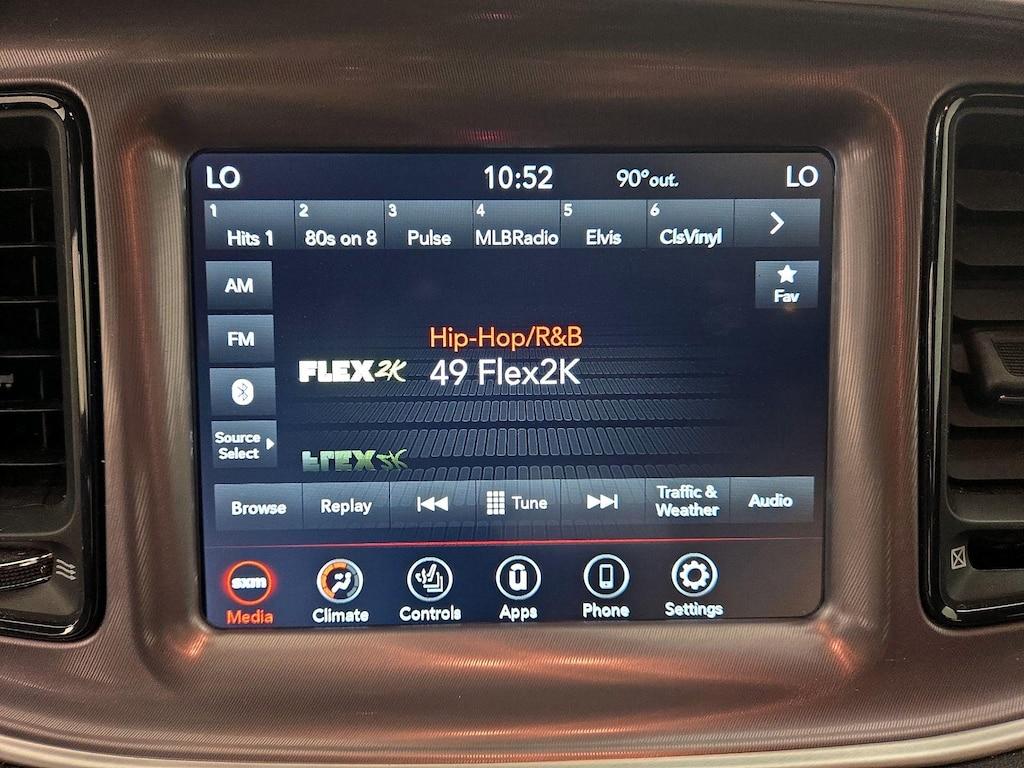 LO 10:52 90° out. LO
1 Hits 1 2 80s on 8 3 Pulse 4 MLBRadio 5 Elvis 6 ClsVinyl
AM
Fav
FM
Hip-Hop/R&B
FLEX2K 49 Flex2K
Source
Select
FLEX2K
Browse Replay Tune Traffic &
Weather Audio
sxm
Media Climate Controls Apps Phone Settings